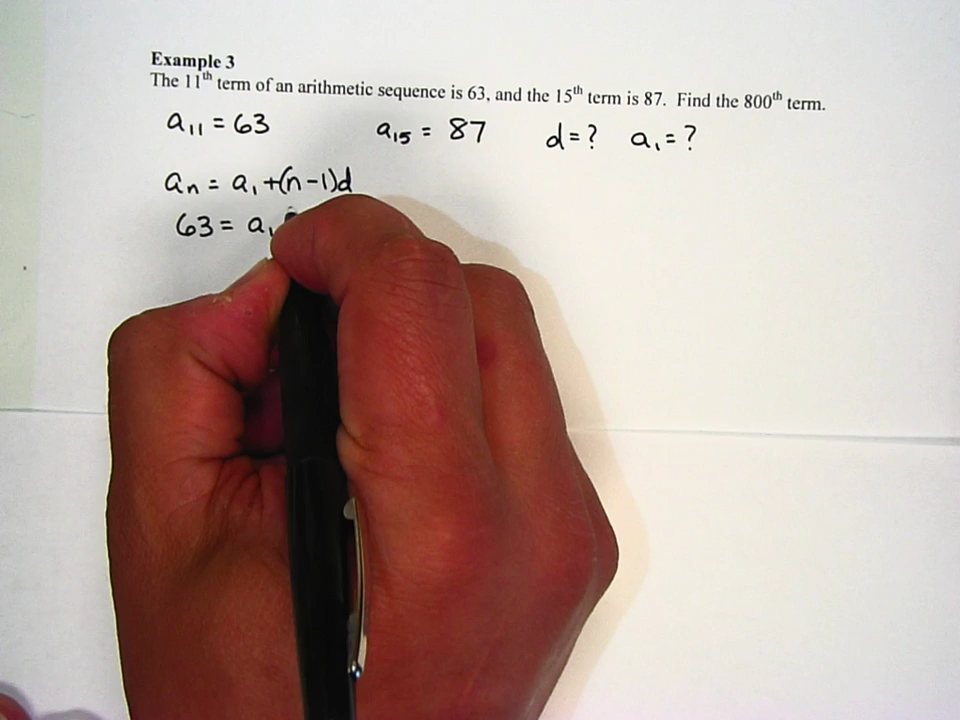 Example 3
The 11th term of an arithmetic sequence is 63, and the 15th term is 87. Find the 800th term.
a₁₁ = 63 a₁₅ = 87 d = ? a₁ = ?
aₙ = a₁ + (n - 1)d
63 = a₁